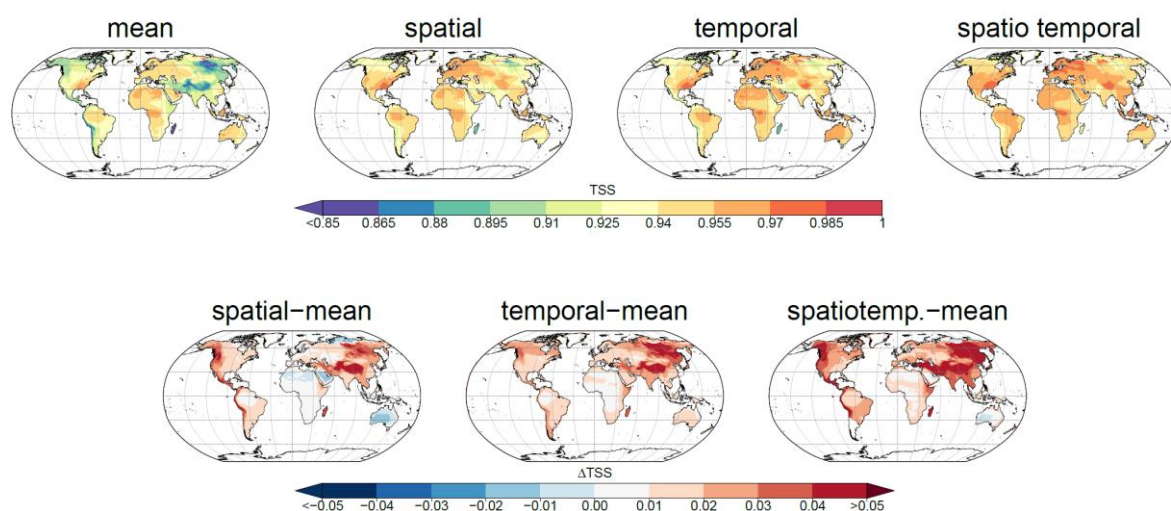 mean spatial temporal spatio temporal
TSS
<0.85 0.865 0.88 0.895 0.91 0.925 0.94 0.955 0.97 0.985 1
spatial−mean temporal−mean spatiotemp.−mean
ΔTSS
<−0.05 −0.04 −0.03 −0.02 −0.01 0.00 0.01 0.02 0.03 0.04 >0.05